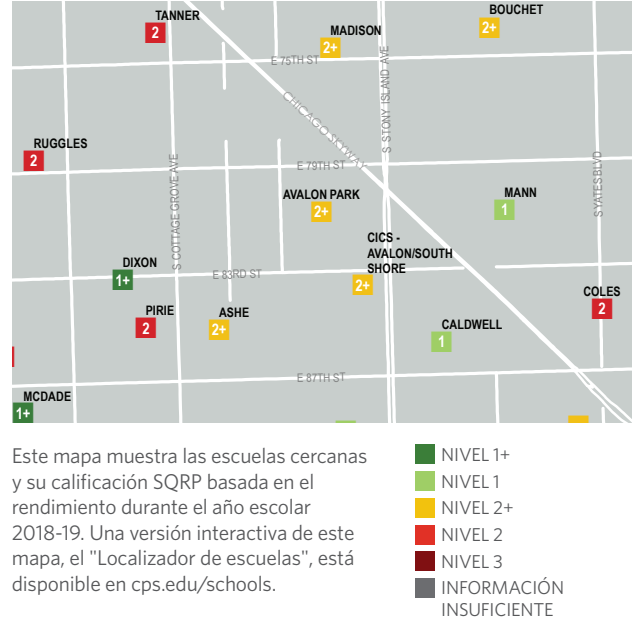 TANNER
2
MADISON
2+
BOUCHET
2+
E 75TH ST
CHICAGO SKYWAY
S STONY ISLAND AVE
RUGGLES
2
E 79TH ST
S COTTAGE GROVE AVE
S YATES BLVD
AVALON PARK
2+
MANN
1
CICS -
AVALON/SOUTH
SHORE
2+
DIXON
1+
E 83RD ST
COLES
2
PIRIE
2
ASHE
2+
CALDWELL
1
E 87TH ST
MCDADE
1+
Este mapa muestra las escuelas cercanas
y su calificación SQRP basada en el
rendimiento durante el año escolar
2018-19. Una versión interactiva de este
mapa, el "Localizador de escuelas", está
disponible en cps.edu/schools.
NIVEL 1+
NIVEL 1
NIVEL 2+
NIVEL 2
NIVEL 3
INFORMACIÓN
INSUFICIENTE